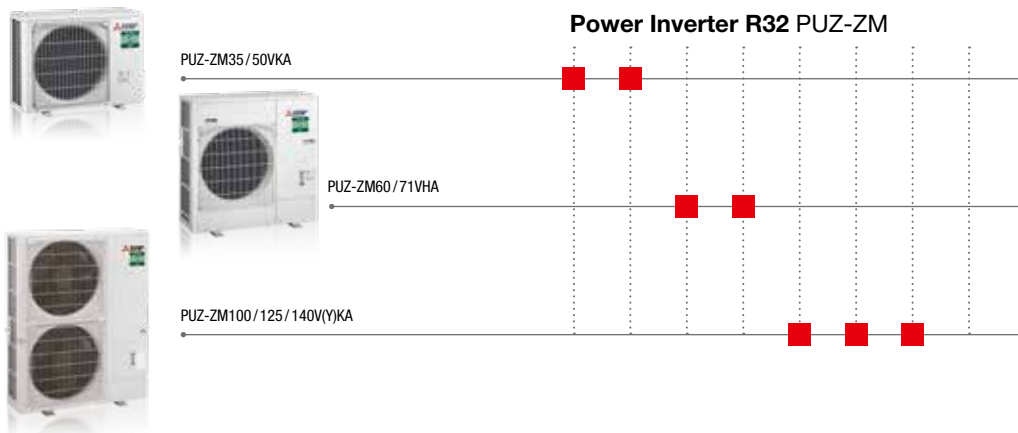 Power Inverter R32 PUZ-ZM
PUZ-ZM35/50VKA
PUZ-ZM60/71VHA
PUZ-ZM100/125/140V(Y)KA